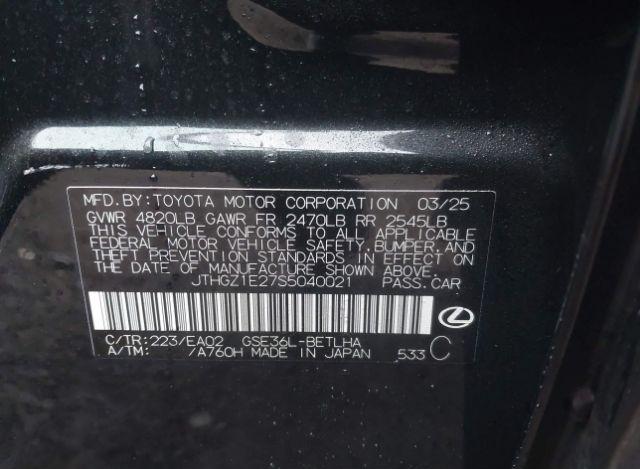 MFD.BY:TOYOTA MOTOR CORPORATION 03/25
GVWR 4820LB GAWR FR 2470LB RR 2545LB
THIS VEHICLE CONFORMS TO ALL APPLICABLE
FEDERAL MOTOR VEHICLE SAFETY,BUMPER,AND
THEFT PREVENTION STANDARDS IN EFFECT ON
THE DATE OF MANUFACTURE SHOWN ABOVE.
JTHGZ1E27S5040021 PASS.CAR
C/TR:223/EA02 GSE36L-BETLHA
A/TM: /A760H MADE IN JAPAN 533 C